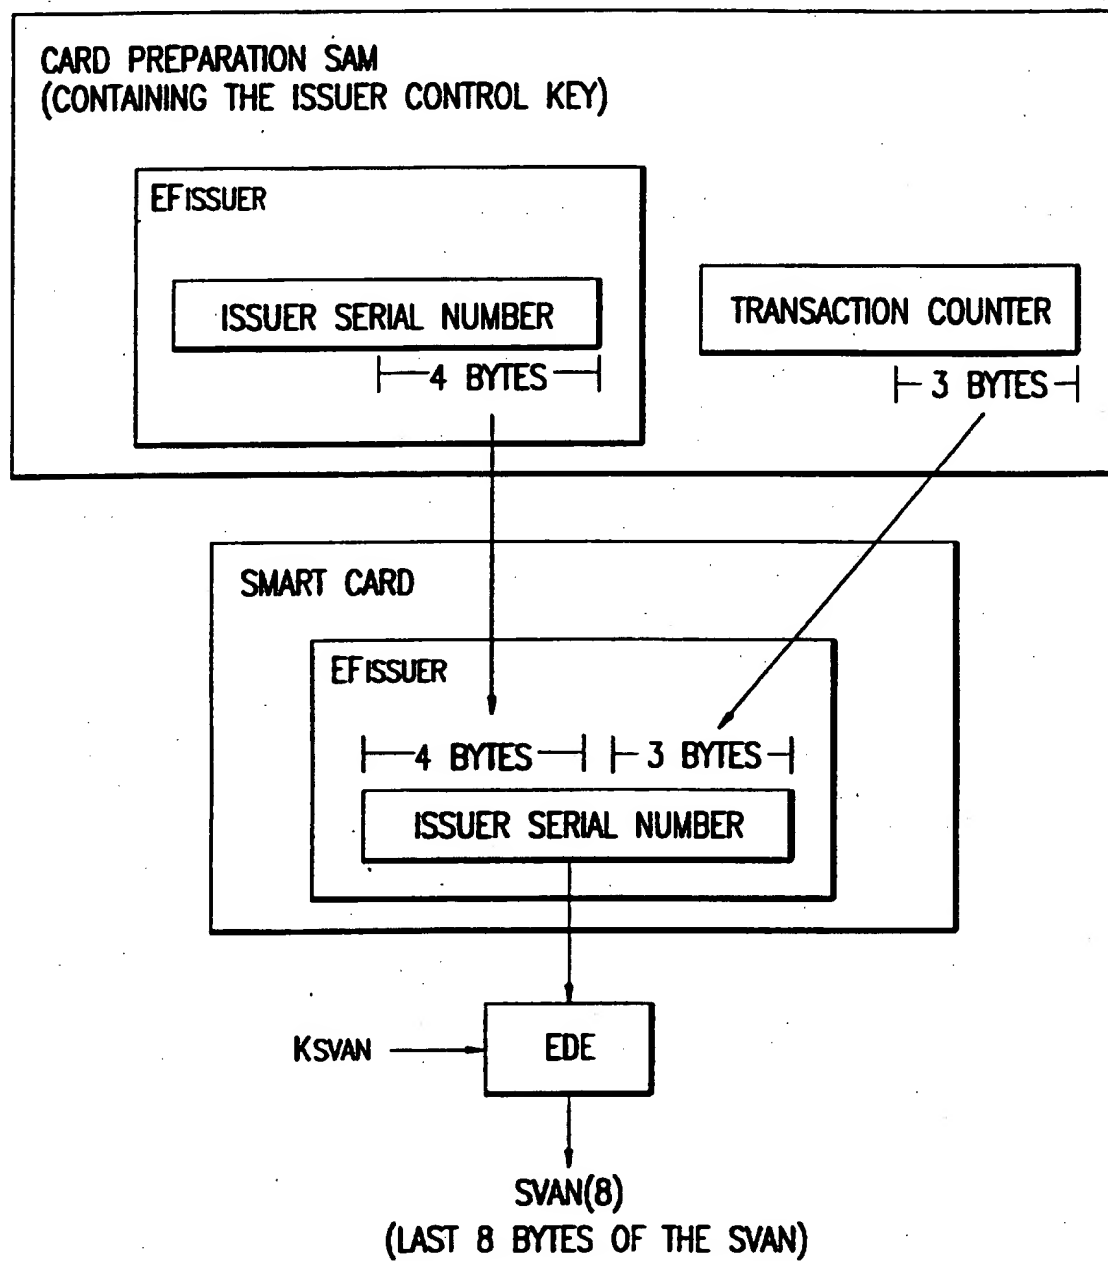 CARD PREPARATION SAM
(CONTAINING THE ISSUER CONTROL KEY)
EFISSUER
ISSUER SERIAL NUMBER
TRANSACTION COUNTER
4 BYTES
3 BYTES
SMART CARD
EFISSUER
4 BYTES
3 BYTES
ISSUER SERIAL NUMBER
KSVAN
EDE
SVAN(8)
(LAST 8 BYTES OF THE SVAN)